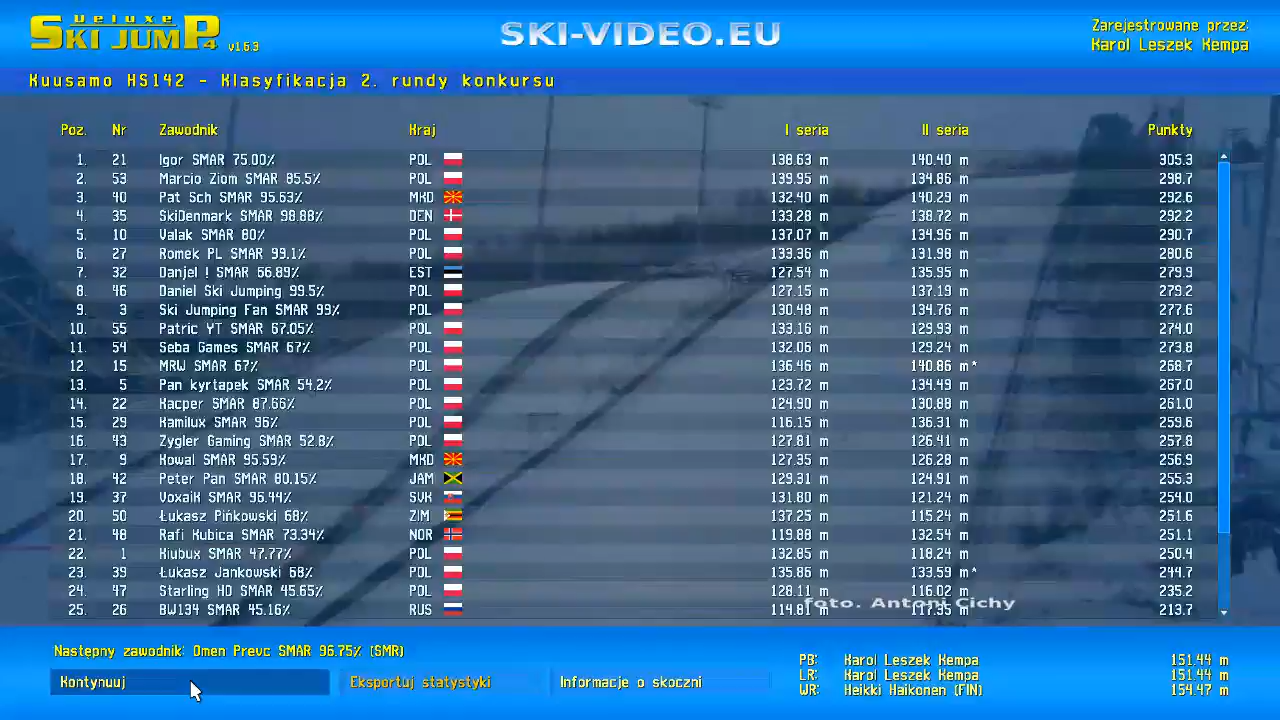 Deluxe
SKI JUMP 4 v1.6.3
SKI-VIDEO.EU
Zarejestrowane przez:
Karol Leszek Kempa
Kuusamo HS142 - Klasyfikacja 2. rundy konkursu
Poz. Nr Zawodnik Kraj I seria II seria Punkty
1. 21 Igor SMAR 75.00% POL 138.63 m 140.40 m 305.3
2. 53 Marcio Ziom SMAR 85.5% POL 139.95 m 134.86 m 298.7
3. 40 Pat Sch SMAR 95.63% MKD 132.40 m 140.29 m 292.6
4. 35 SkiDenmark SMAR 98.88% DEN 133.28 m 138.72 m 292.2
5. 10 Valak SMAR 80% POL 137.07 m 134.96 m 290.7
6. 27 Romek PL SMAR 99.1% POL 133.36 m 131.98 m 280.6
7. 32 Danjel ! SMAR 66.89% EST 127.54 m 135.95 m 279.9
8. 46 Daniel Ski Jumping 99.5% POL 127.15 m 137.19 m 279.2
9. 3 Ski Jumping Fan SMAR 99% POL 130.48 m 134.76 m 277.6
10. 55 Patric YT SMAR 67.05% POL 133.16 m 129.93 m 274.0
11. 54 Seba Games SMAR 67% POL 132.06 m 129.24 m 273.8
12. 15 MRW SMAR 67% POL 136.46 m 140.86 m* 268.7
13. 5 Pan kyrtapek SMAR 54.2% POL 123.72 m 134.49 m 267.0
14. 22 Kacper SMAR 87.66% POL 124.90 m 130.88 m 261.0
15. 29 Kamilux SMAR 96% POL 116.15 m 136.31 m 259.6
16. 43 Zygler Gaming SMAR 52.8% POL 127.81 m 126.41 m 257.8
17. 9 Kowal SMAR 95.59% MKD 127.35 m 126.28 m 256.9
18. 42 Peter Pan SMAR 80.15% JAM 129.31 m 124.91 m 255.3
19. 37 VoxaiK SMAR 96.44% SVK 131.80 m 121.24 m 254.0
20. 50 Łukasz Pińkowski 68% ZIM 137.25 m 115.24 m 251.6
21. 48 Rafi Kubica SMAR 73.34% NOR 119.88 m 132.54 m 251.1
22. 1 Kiubux SMAR 47.77% POL 132.85 m 118.24 m 250.4
23. 39 Łukasz Jankowski 68% POL 135.86 m 133.59 m* 244.7
24. 47 Starling HD SMAR 45.65% POL 128.11 m 116.02 m 235.2
25. 26 BW134 SMAR 45.16% RUS 114.81 m 117.35 m 213.7
foto. Antoni Cichy
Następny zawodnik: Omen Prevc SMAR 96.75% (SMR)
Kontynuuj Eksportuj statystyki Informacje o skoczni
PB: Karol Leszek Kempa 151.44 m
LR: Karol Leszek Kempa 151.44 m
WR: Heikki Haikonen (FIN) 154.47 m